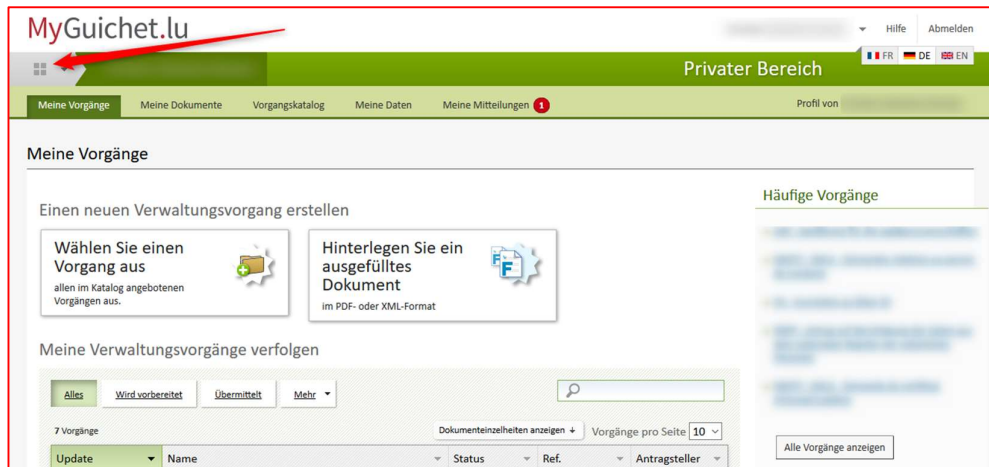 MyGuichet.lu
Hilfe Abmelden
FR DE EN
Privater Bereich
Meine Vorgänge Meine Dokumente Vorgangskatalog Meine Daten Meine Mitteilungen 1 Profil von
Meine Vorgänge
Einen neuen Verwaltungsvorgang erstellen
Wählen Sie einen
Vorgang aus
allen im Katalog angebotenen
Vorgängen aus.
Hinterlegen Sie ein
ausgefülltes
Dokument
im PDF- oder XML-Format
Meine Verwaltungsvorgänge verfolgen
Alles Wird vorbereitet Übermittelt Mehr
7 Vorgänge Dokumenteinzelheiten anzeigen Vorgänge pro Seite 10
Update Name Status Ref. Antragsteller
Häufige Vorgänge
Alle Vorgänge anzeigen